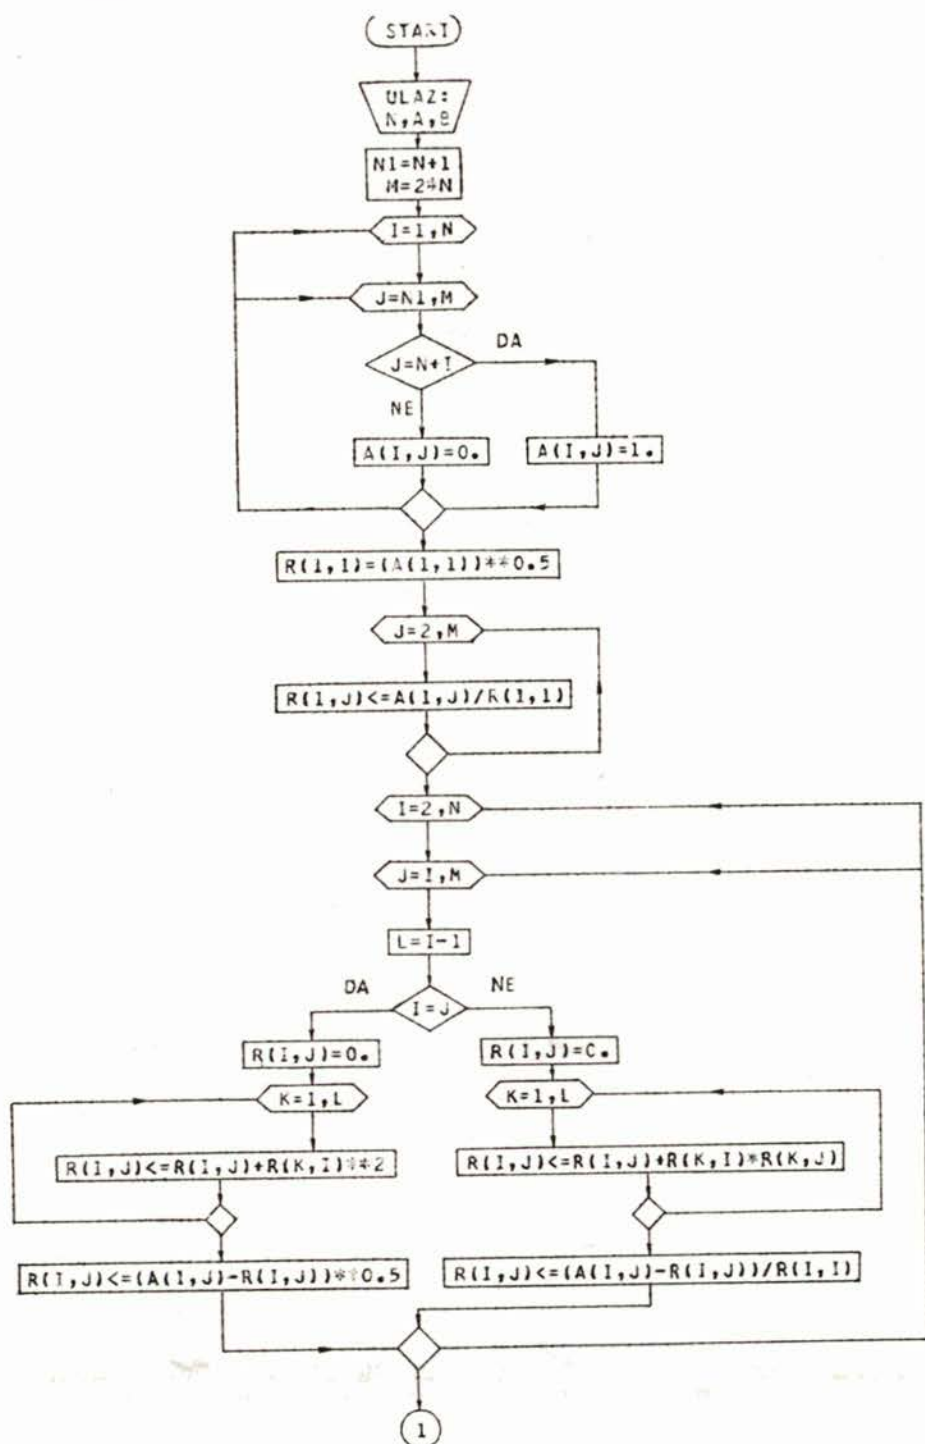 START
ULAZ:
N,A,B
N1=N+1
M=2*N
I=1,N
J=N1,M
J=N+I
DA
NE
A(I,J)=0.
A(I,J)=1.
R(1,1)=(A(1,1))**0.5
J=2,M
R(1,J)<=A(1,J)/R(1,1)
I=2,N
J=I,M
L=I-1
I=J
DA
NE
R(I,J)=0.
R(I,J)=0.
K=1,L
K=1,L
R(I,J)<=R(I,J)+R(K,I)**2
R(I,J)<=R(I,J)+R(K,I)*R(K,J)
R(I,J)<=(A(I,J)-R(I,J))**0.5
R(I,J)<=(A(I,J)-R(I,J))/R(I,I)
1